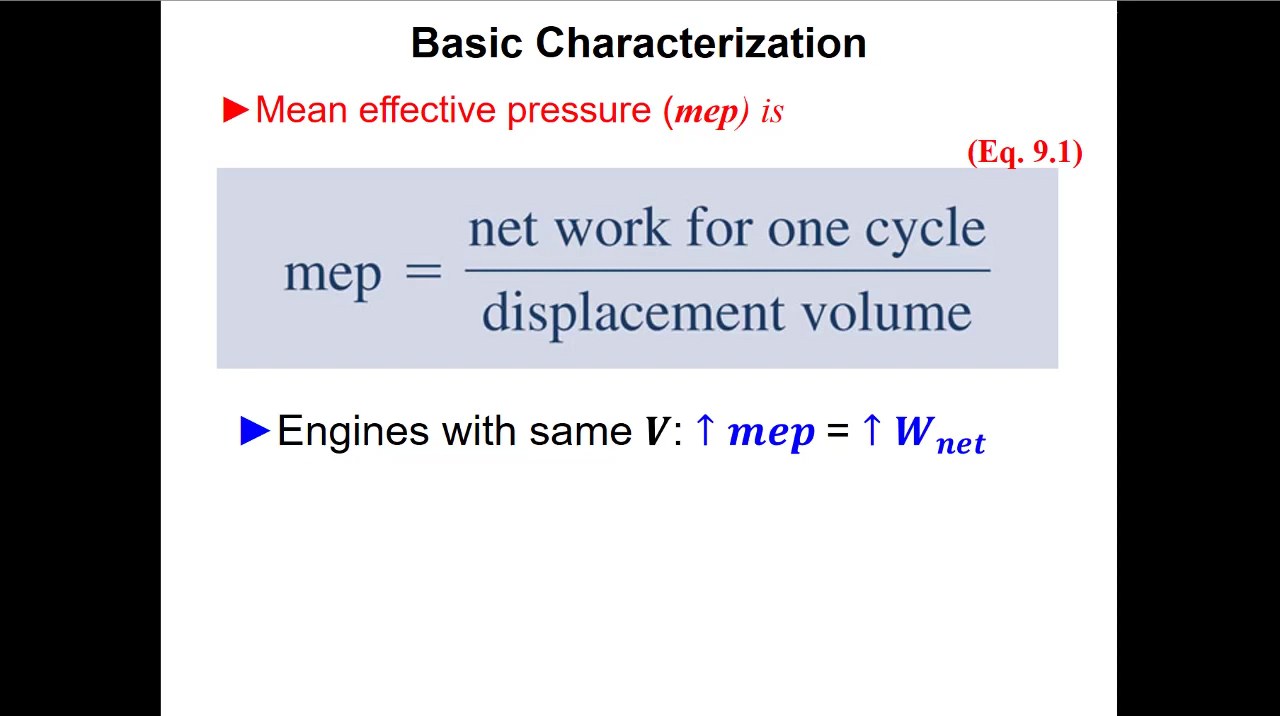 Basic Characterization
►Mean effective pressure (mep) is
(Eq. 9.1)
mep = net work for one cycle / displacement volume
►Engines with same V: ↑ mep = ↑ Wnet